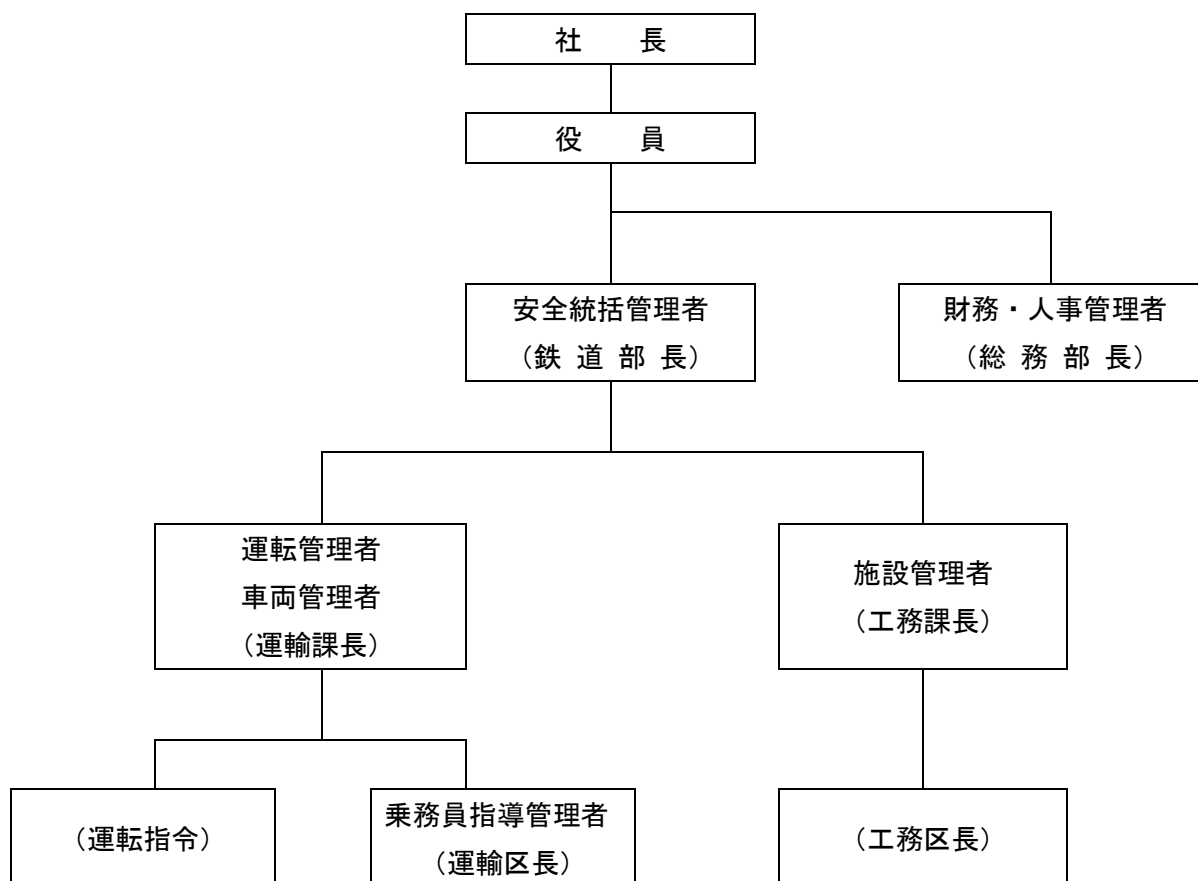 社　　長
役　　員
安全統括管理者
（鉄 道 部 長）
財務・人事管理者
（総 務 部 長）
運転管理者
車両管理者
（運輸課長）
施設管理者
（工務課長）
（運転指令）
乗務員指導管理者
（運輸区長）
（工務区長）